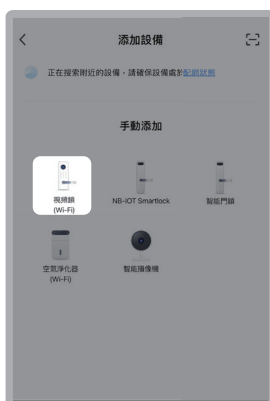 添加設備
正在搜索附近的設備，請確保設備處於配網狀態
手動添加
視頻鎖
(Wi-Fi)
NB-IOT Smartlock
智能門鎖
空氣淨化器
(Wi-Fi)
智能攝像機